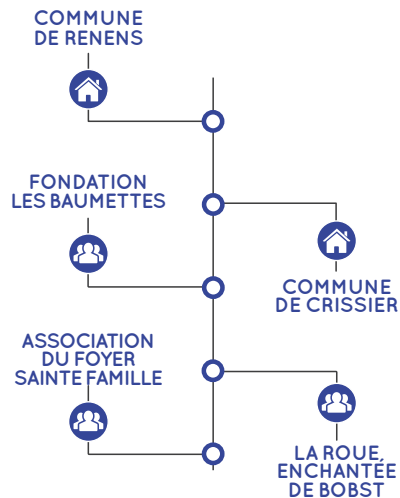 COMMUNE
DE RENENS
FONDATION
LES BAUMETTES
COMMUNE
DE CRISSIER
ASSOCIATION
DU FOYER
SAINTE FAMILLE
LA ROUE
ENCHANTÉE
DE BOBST